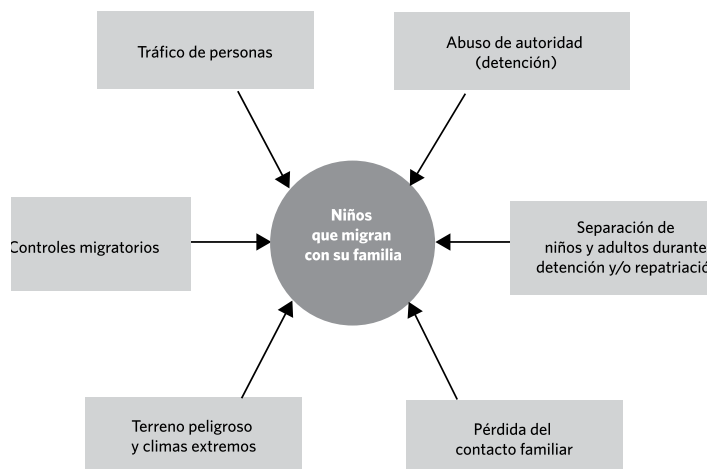 Tráfico de personas
Abuso de autoridad
(detención)
Niños
que migran
con su familia
Controles migratorios
Separación de
niños y adultos durante
detención y/o repatriació
Terreno peligroso
y climas extremos
Pérdida del
contacto familiar